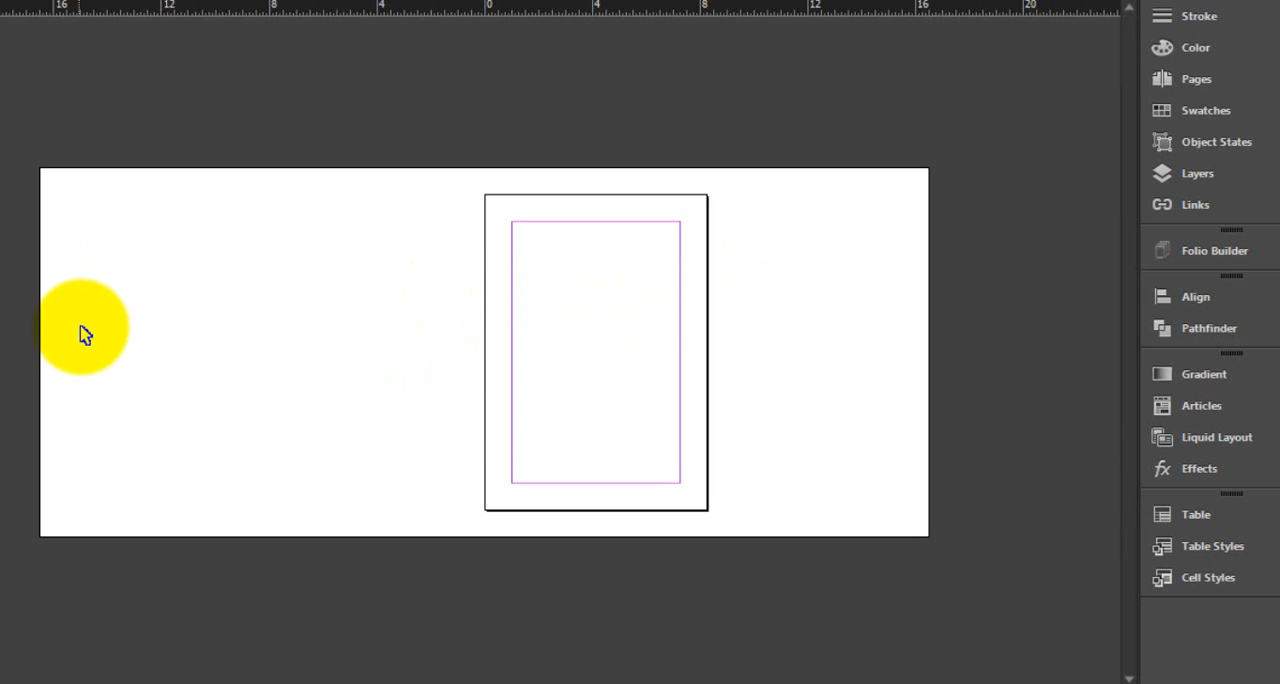 16 12 8 4 0 4 8 12 16 20
Stroke
Color
Pages
Swatches
Object States
Layers
Links
Folio Builder
Align
Pathfinder
Gradient
Articles
Liquid Layout
fx Effects
Table
Table Styles
Cell Styles